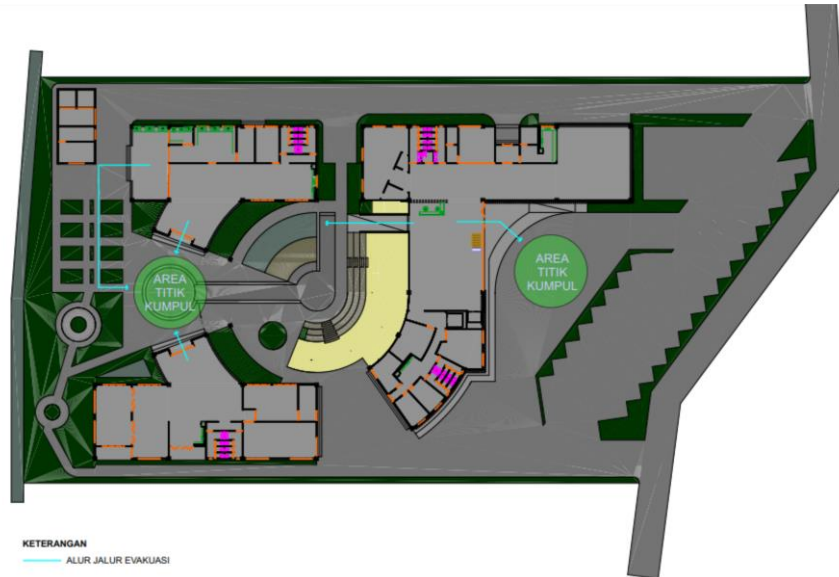 AREA
TITIK
KUMPUL
AREA
TITIK
KUMPUL
KETERANGAN
ALUR JALUR EVAKUASI